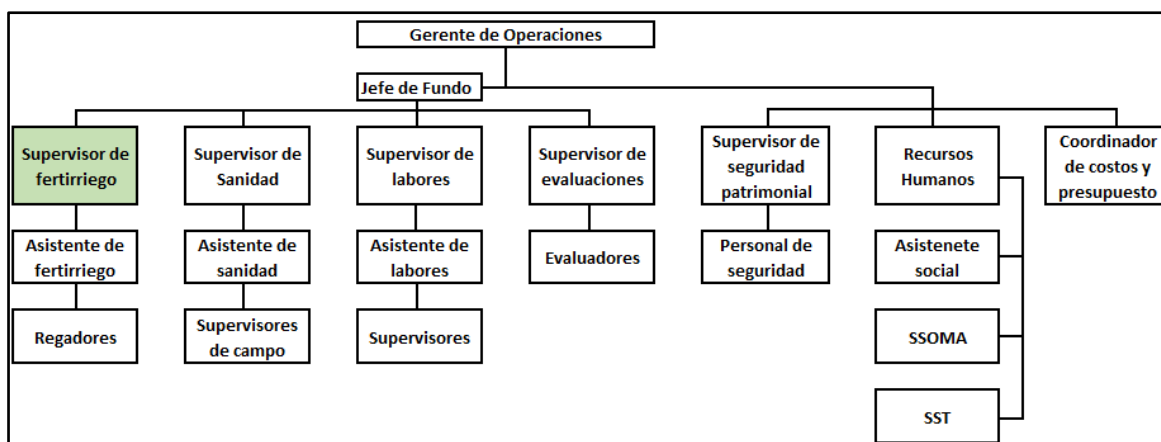 Gerente de Operaciones
Jefe de Fundo
Supervisor de
fertirriego
Supervisor de
Sanidad
Supervisor de
labores
Supervisor de
evaluaciones
Supervisor de
seguridad
patrimonial
Recursos
Humanos
Coordinador
de costos y
presupuesto
Asistente de
fertirriego
Asistente de
sanidad
Asistente de
labores
Evaluadores
Personal de
seguridad
Asistenete
social
Regadores
Supervisores
de campo
Supervisores
SSOMA
SST